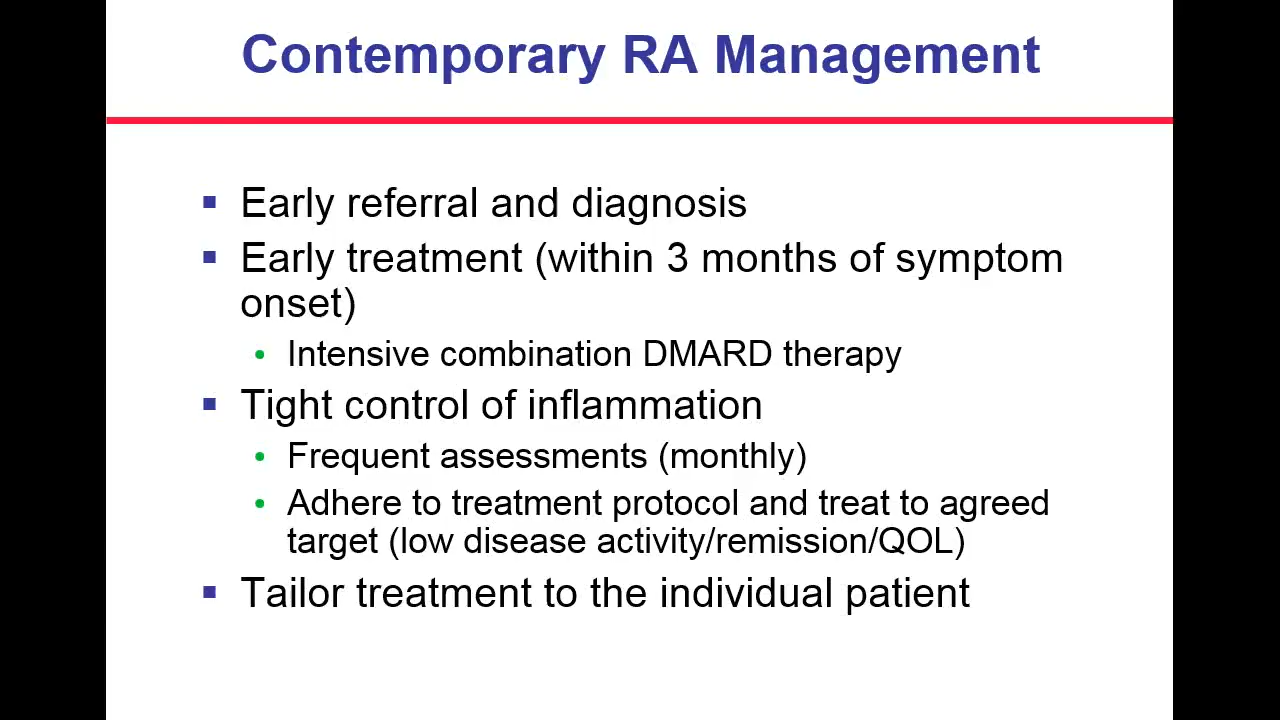 Contemporary RA Management
Early referral and diagnosis
Early treatment (within 3 months of symptom
onset)
Intensive combination DMARD therapy
Tight control of inflammation
Frequent assessments (monthly)
Adhere to treatment protocol and treat to agreed
target (low disease activity/remission/QOL)
Tailor treatment to the individual patient